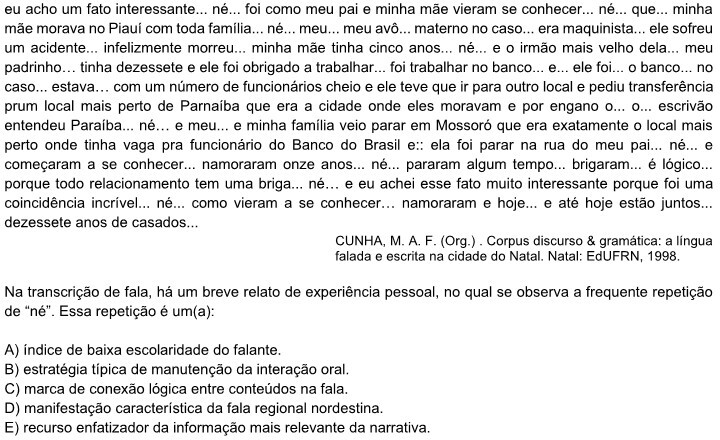 eu acho um fato interessante... né... foi como meu pai e minha mãe vieram se conhecer... né... que... minha
mãe morava no Piauí com toda família... né... meu... meu avô... materno no caso... era maquinista... ele sofreu
um acidente... infelizmente morreu... minha mãe tinha cinco anos... né... e o irmão mais velho dela... meu
padrinho... tinha dezessete e ele foi obrigado a trabalhar... foi trabalhar no banco... e... ele foi... o banco... no
caso... estava... com um número de funcionários cheio e ele teve que ir para outro local e pediu transferência
prum local mais perto de Parnaíba que era a cidade onde eles moravam e por engano o... o... escrivão
entendeu Paraíba... né... e meu... e minha família veio parar em Mossoró que era exatamente o local mais
perto onde tinha vaga pra funcionário do Banco do Brasil e:: ela foi parar na rua do meu pai... né... e
começaram a se conhecer... namoraram onze anos... né... pararam algum tempo... brigaram... é lógico...
porque todo relacionamento tem uma briga... né... e eu achei esse fato muito interessante porque foi uma
coincidência incrível... né... como vieram a se conhecer... namoraram e hoje... e até hoje estão juntos...
dezessete anos de casados...
CUNHA, M. A. F. (Org.) . Corpus discurso & gramática: a língua
falada e escrita na cidade do Natal. Natal: EdUFRN, 1998.
Na transcrição de fala, há um breve relato de experiência pessoal, no qual se observa a frequente repetição
de “né”. Essa repetição é um(a):
A) índice de baixa escolaridade do falante.
B) estratégia típica de manutenção da interação oral.
C) marca de conexão lógica entre conteúdos na fala.
D) manifestação característica da fala regional nordestina.
E) recurso enfatizador da informação mais relevante da narrativa.